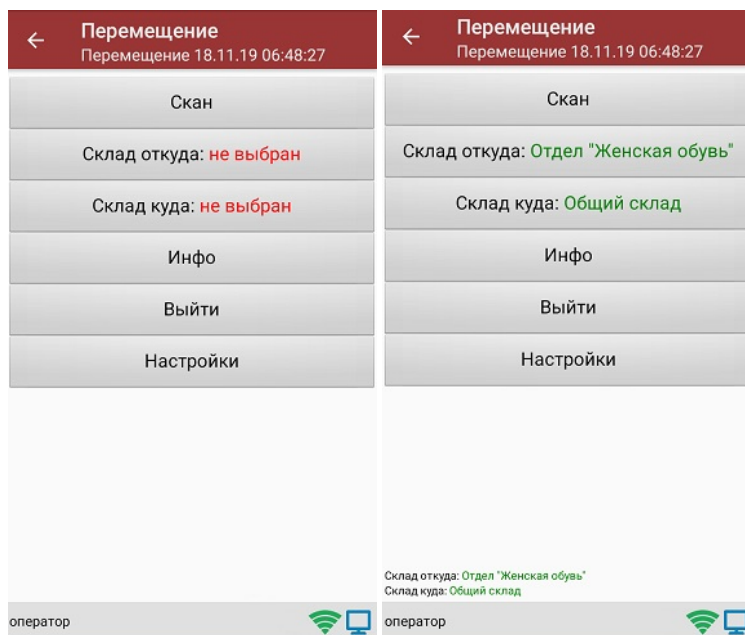 Перемещение
Перемещение 18.11.19 06:48:27
Скан
Склад откуда: не выбран
Склад куда: не выбран
Инфо
Выйти
Настройки
оператор
Перемещение
Перемещение 18.11.19 06:48:27
Скан
Склад откуда: Отдел "Женская обувь"
Склад куда: Общий склад
Инфо
Выйти
Настройки
Склад откуда: Отдел "Женская обувь"
Склад куда: Общий склад
оператор